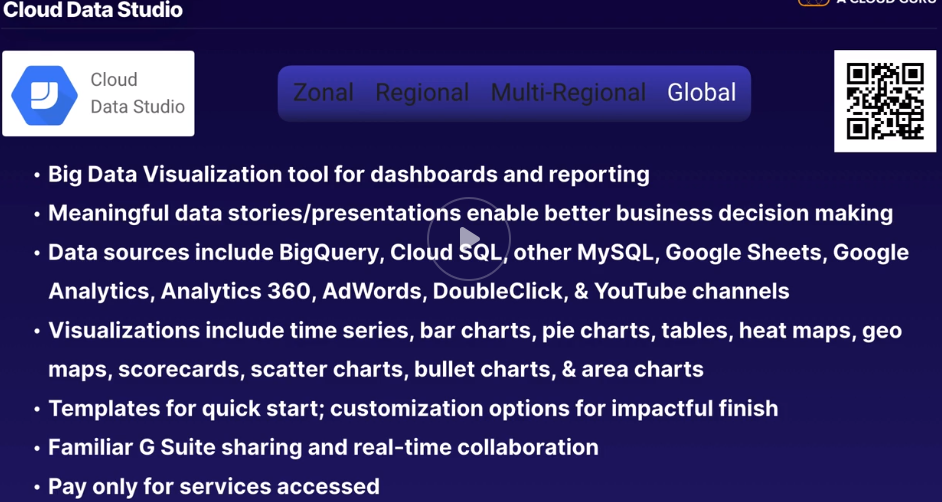 Cloud Data Studio
A CLOUD GURU
Cloud
Data Studio
Zonal Regional Multi-Regional Global
• Big Data Visualization tool for dashboards and reporting
• Meaningful data stories/presentations enable better business decision making
• Data sources include BigQuery, Cloud SQL, other MySQL, Google Sheets, Google
Analytics, Analytics 360, AdWords, DoubleClick, & YouTube channels
• Visualizations include time series, bar charts, pie charts, tables, heat maps, geo
maps, scorecards, scatter charts, bullet charts, & area charts
• Templates for quick start; customization options for impactful finish
• Familiar G Suite sharing and real-time collaboration
• Pay only for services accessed